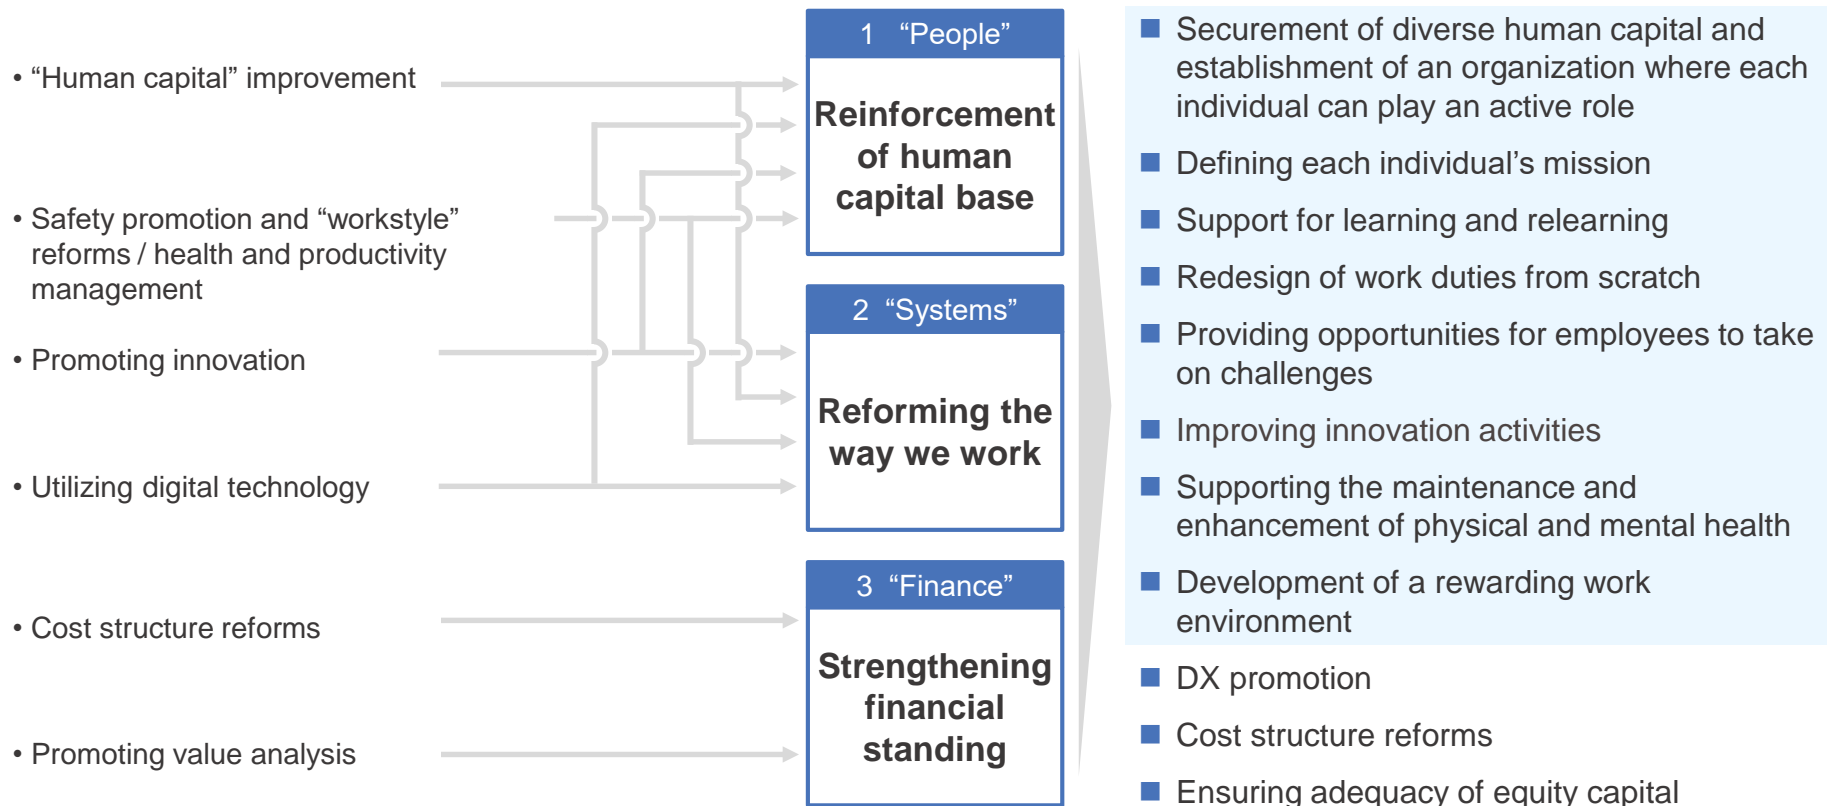 • “Human capital” improvement
• Safety promotion and “workstyle”
reforms / health and productivity
management
• Promoting innovation
• Utilizing digital technology
• Cost structure reforms
• Promoting value analysis
1 “People”
Reinforcement
of human
capital base
2 “Systems”
Reforming the
way we work
3 “Finance”
Strengthening
financial
standing
■ Securement of diverse human capital and
establishment of an organization where each
individual can play an active role
■ Defining each individual’s mission
■ Support for learning and relearning
■ Redesign of work duties from scratch
■ Providing opportunities for employees to take
on challenges
■ Improving innovation activities
■ Supporting the maintenance and
enhancement of physical and mental health
■ Development of a rewarding work
environment
■ DX promotion
■ Cost structure reforms
■ Ensuring adequacy of equity capital